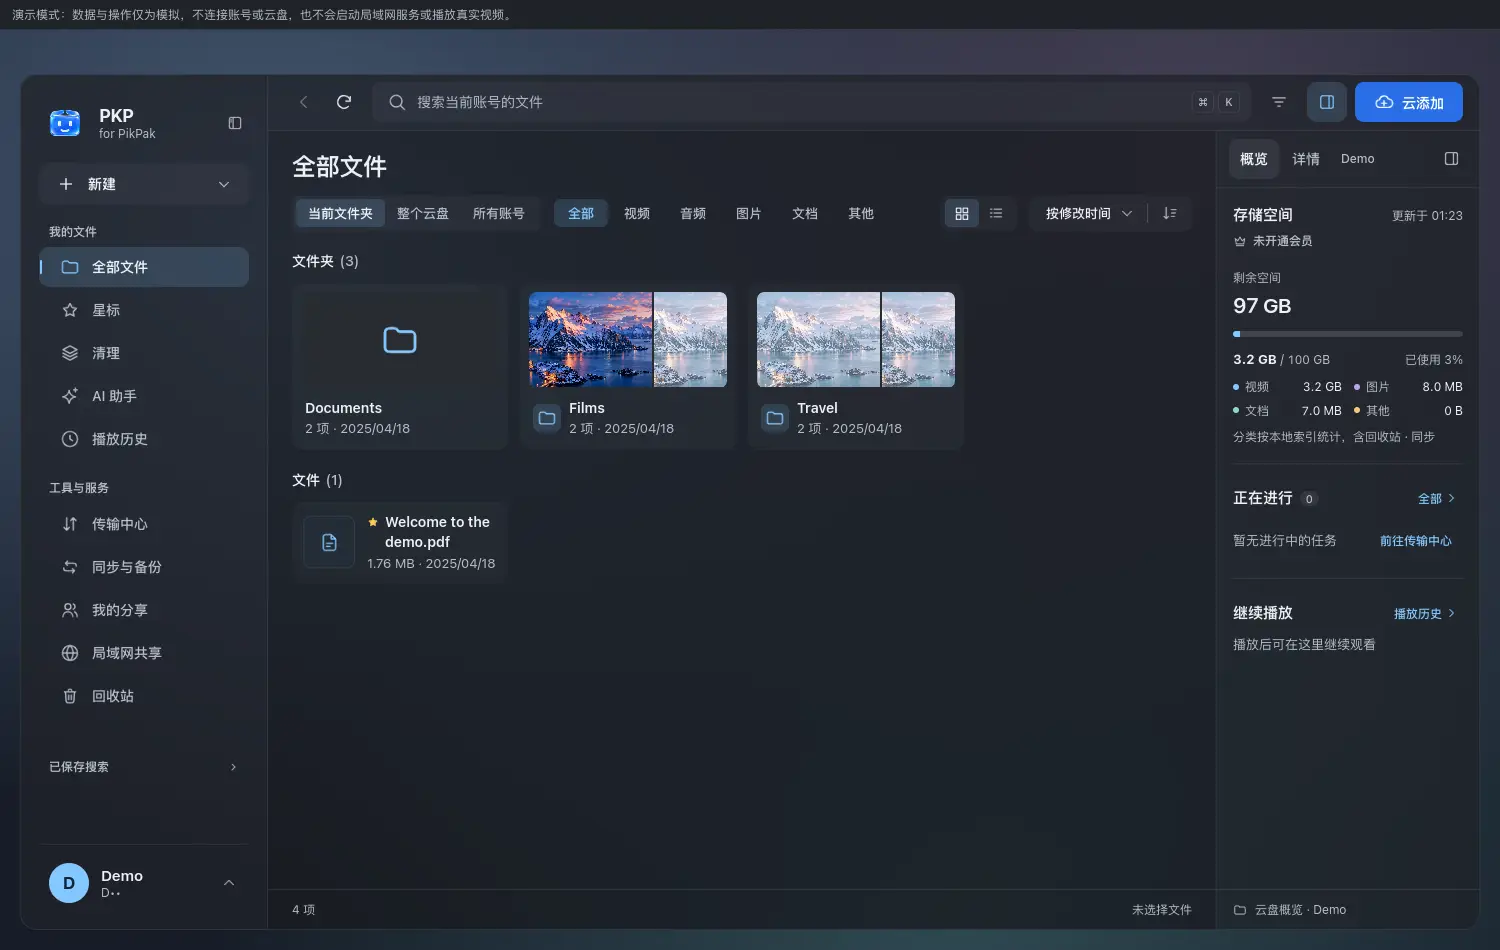 演示模式：数据与操作仅为模拟，不连接账号或云盘，也不会启动局域网服务或播放真实视频。
PKP
for PikPak
新建
我的文件
全部文件
星标
清理
AI 助手
播放历史
工具与服务
传输中心
同步与备份
我的分享
局域网共享
回收站
已保存搜索
D
Demo
D••
搜索当前账号的文件
⌘ K
云添加
全部文件
当前文件夹 整个云盘 所有账号 全部 视频 音频 图片 文档 其他 按修改时间
文件夹 (3)
Documents
2 项 · 2025/04/18
Films
2 项 · 2025/04/18
Travel
2 项 · 2025/04/18
文件 (1)
Welcome to the
demo.pdf
1.76 MB · 2025/04/18
4 项
未选择文件
概览 详情 Demo
存储空间 更新于 01:23
未开通会员
剩余空间
97 GB
3.2 GB / 100 GB 已使用 3%
视频 3.2 GB 图片 8.0 MB
文档 7.0 MB 其他 0 B
分类按本地索引统计，含回收站 · 同步
正在进行 0 全部
暂无进行中的任务 前往传输中心
继续播放 播放历史
播放后可在这里继续观看
云盘概览 · Demo